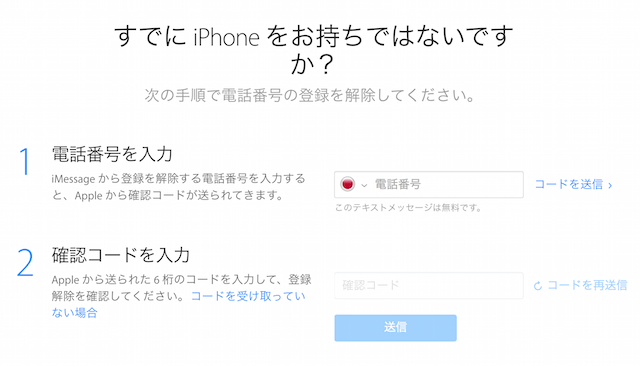 すでに iPhone をお持ちではないです
か？
次の手順で電話番号の登録を解除してください。
1
電話番号を入力
iMessage から登録を解除する電話番号を入力する
と、Apple から確認コードが送られてきます。
電話番号
コードを送信 ›
このテキストメッセージは無料です。
2
確認コードを入力
Apple から送られた 6 桁のコードを入力して、登録
解除を確認してください。コードを受け取ってい
ない場合
確認コード
コードを再送信
送信